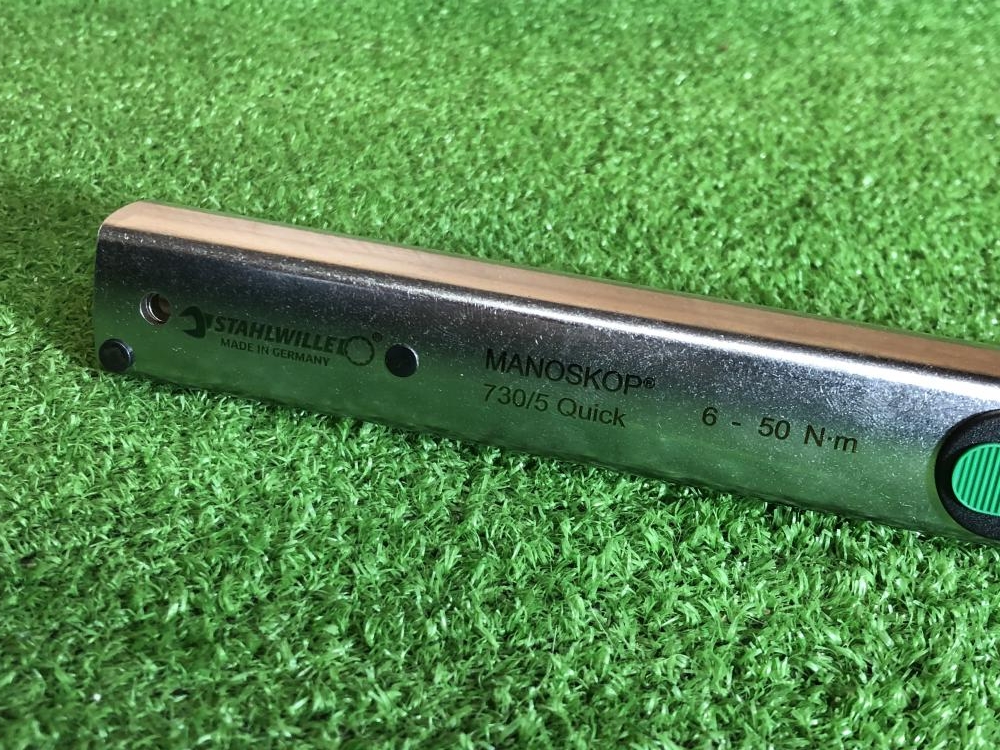 STAHLWILLE®
MADE IN GERMANY
MANOSKOP®
730/5 Quick
6 - 50 N·m